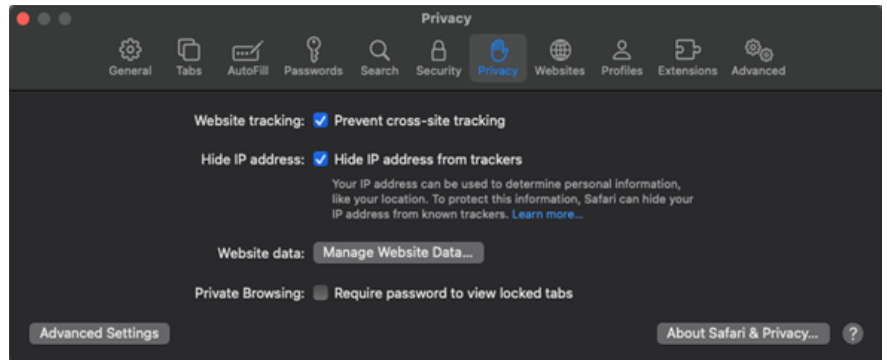 Privacy
General Tabs AutoFill Passwords Search Security Privacy Websites Profiles Extensions Advanced
Website tracking: Prevent cross-site tracking
Hide IP address: Hide IP address from trackers
Your IP address can be used to determine personal information,
like your location. To protect this information, Safari can hide your
IP address from known trackers. Learn more...
Website data: Manage Website Data...
Private Browsing: Require password to view locked tabs
Advanced Settings About Safari & Privacy... ?